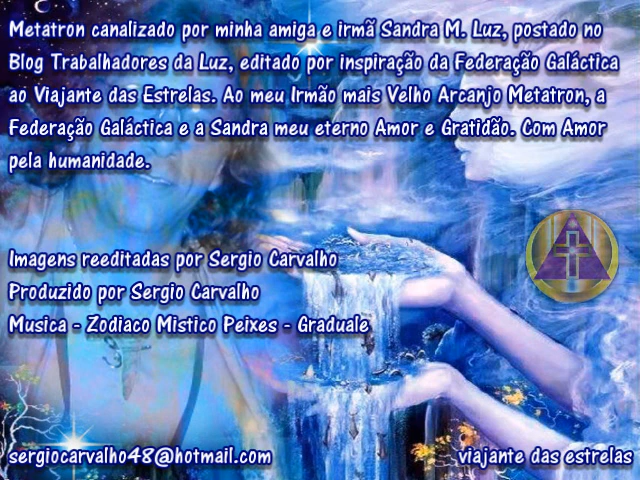 Metatron canalizado por minha amiga e irmã Sandra M. Luz, postado no
Blog Trabalhadores da Luz, editado por inspiração da Federação Galáctica
ao Viajante das Estrelas. Ao meu Irmão mais Velho Arcanjo Metatron, a
Federação Galáctica e a Sandra meu eterno Amor e Gratidão. Com Amor
pela humanidade.
Imagens reeditadas por Sergio Carvalho
Produzido por Sergio Carvalho
Musica - Zodiaco Mistico Peixes - Graduale
sergiocarvalho48@hotmail.com
viajante das estrelas